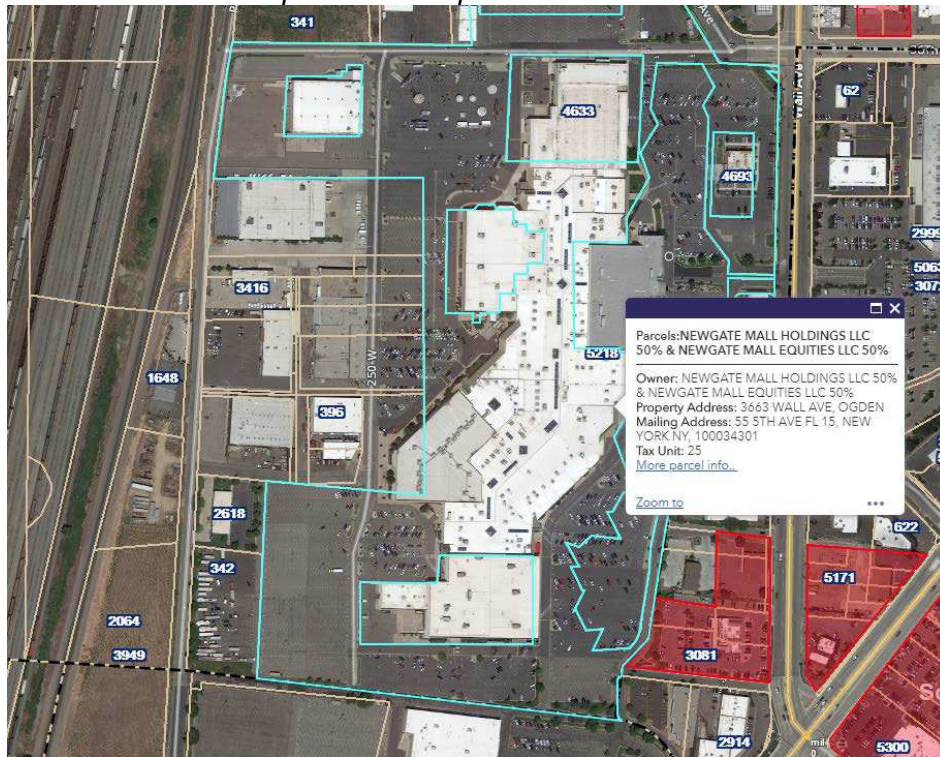 341
Ave
Wall Ave
62
4633
4693
2999
5063
3072
3416
5218
1648
250 W
396
Parcels:NEWGATE MALL HOLDINGS LLC
50% & NEWGATE MALL EQUITIES LLC 50%
Owner: NEWGATE MALL HOLDINGS LLC 50%
& NEWGATE MALL EQUITIES LLC 50%
Property Address: 3663 WALL AVE, OGDEN
Mailing Address: 55 5TH AVE FL 15, NEW
YORK NY, 100034301
Tax Unit: 25
More parcel info..
Zoom to
2618
622
342
5171
2064
3949
3081
2914
5300